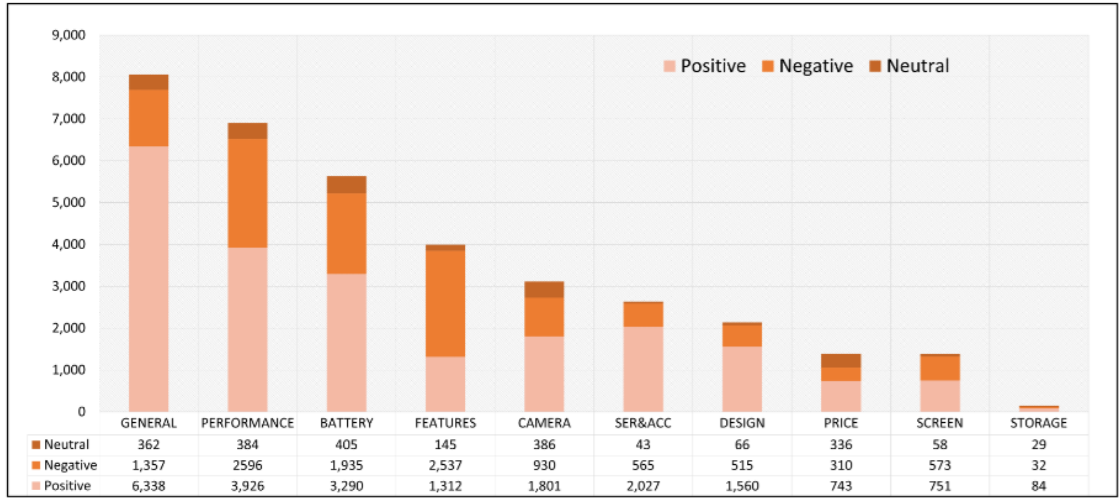 9,000
8,000
7,000
6,000
5,000
4,000
3,000
2,000
1,000
0
Positive Negative Neutral
GENERAL PERFORMANCE BATTERY FEATURES CAMERA SER&ACC DESIGN PRICE SCREEN STORAGE
Neutral 362 384 405 145 386 43 66 336 58 29
Negative 1,357 2596 1,935 2,537 930 565 515 310 573 32
Positive 6,338 3,926 3,290 1,312 1,801 2,027 1,560 743 751 84